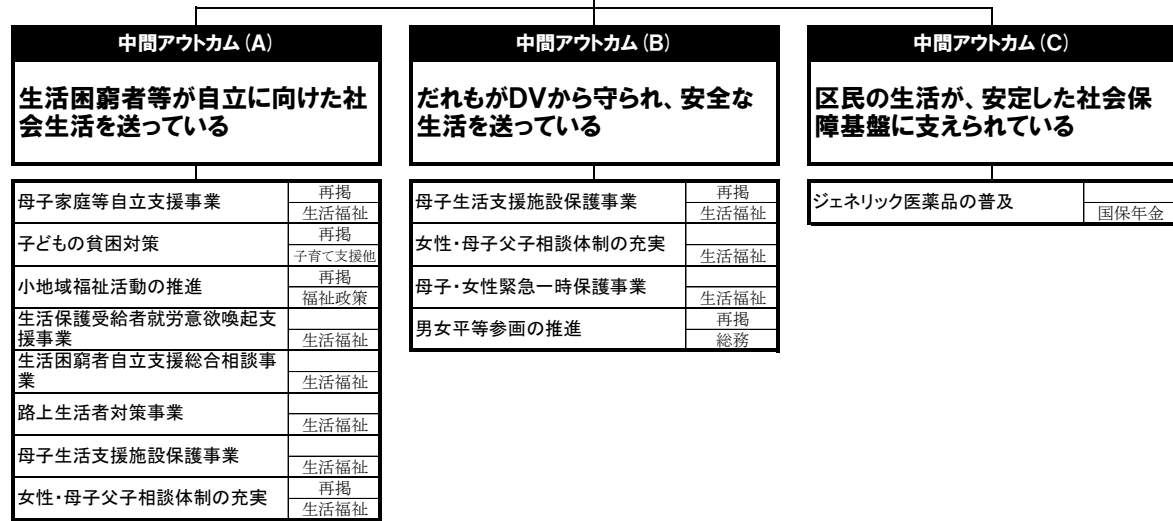 中間アウトカム(A)
生活困窮者等が自立に向けた社
会生活を送っている
母子家庭等自立支援事業
再掲
生活福祉
子どもの貧困対策
再掲
子育て支援他
小地域福祉活動の推進
再掲
福祉政策
生活保護受給者就労意欲喚起支
援事業
生活福祉
生活困窮者自立支援総合相談事
業
生活福祉
路上生活者対策事業
生活福祉
母子生活支援施設保護事業
生活福祉
女性・母子父子相談体制の充実
再掲
生活福祉
中間アウトカム(B)
だれもがDVから守られ、安全な
生活を送っている
母子生活支援施設保護事業
再掲
生活福祉
女性・母子父子相談体制の充実
生活福祉
母子・女性緊急一時保護事業
生活福祉
男女平等参画の推進
再掲
総務
中間アウトカム(C)
区民の生活が、安定した社会保
障基盤に支えられている
ジェネリック医薬品の普及
国保年金